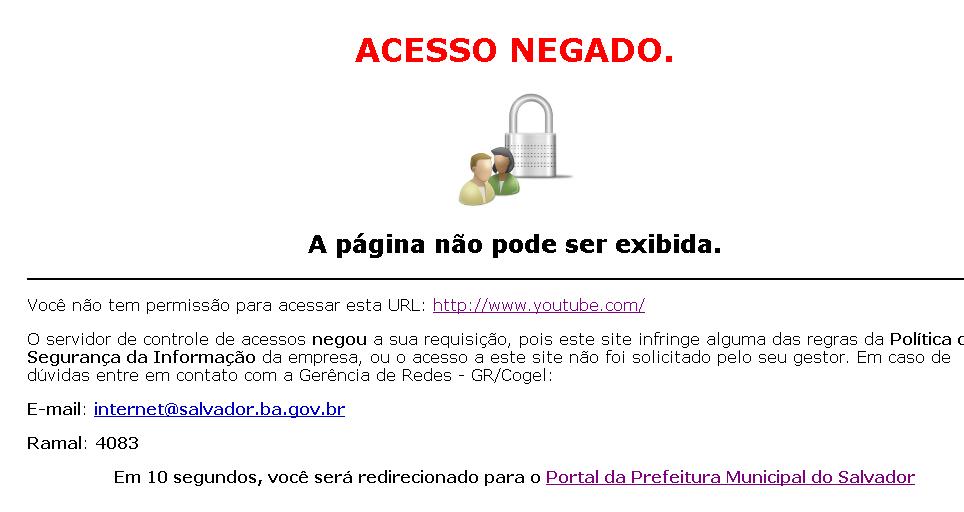 ACESSO NEGADO.
A página não pode ser exibida.
Você não tem permissão para acessar esta URL: http://www.youtube.com/
O servidor de controle de acessos negou a sua requisição, pois este site infringe alguma das regras da Política
Segurança da Informação da empresa, ou o acesso a este site não foi solicitado pelo seu gestor. Em caso de
dúvidas entre em contato com a Gerência de Redes - GR/Cogel:
E-mail: internet@salvador.ba.gov.br
Ramal: 4083
Em 10 segundos, você será redirecionado para o Portal da Prefeitura Municipal do Salvador